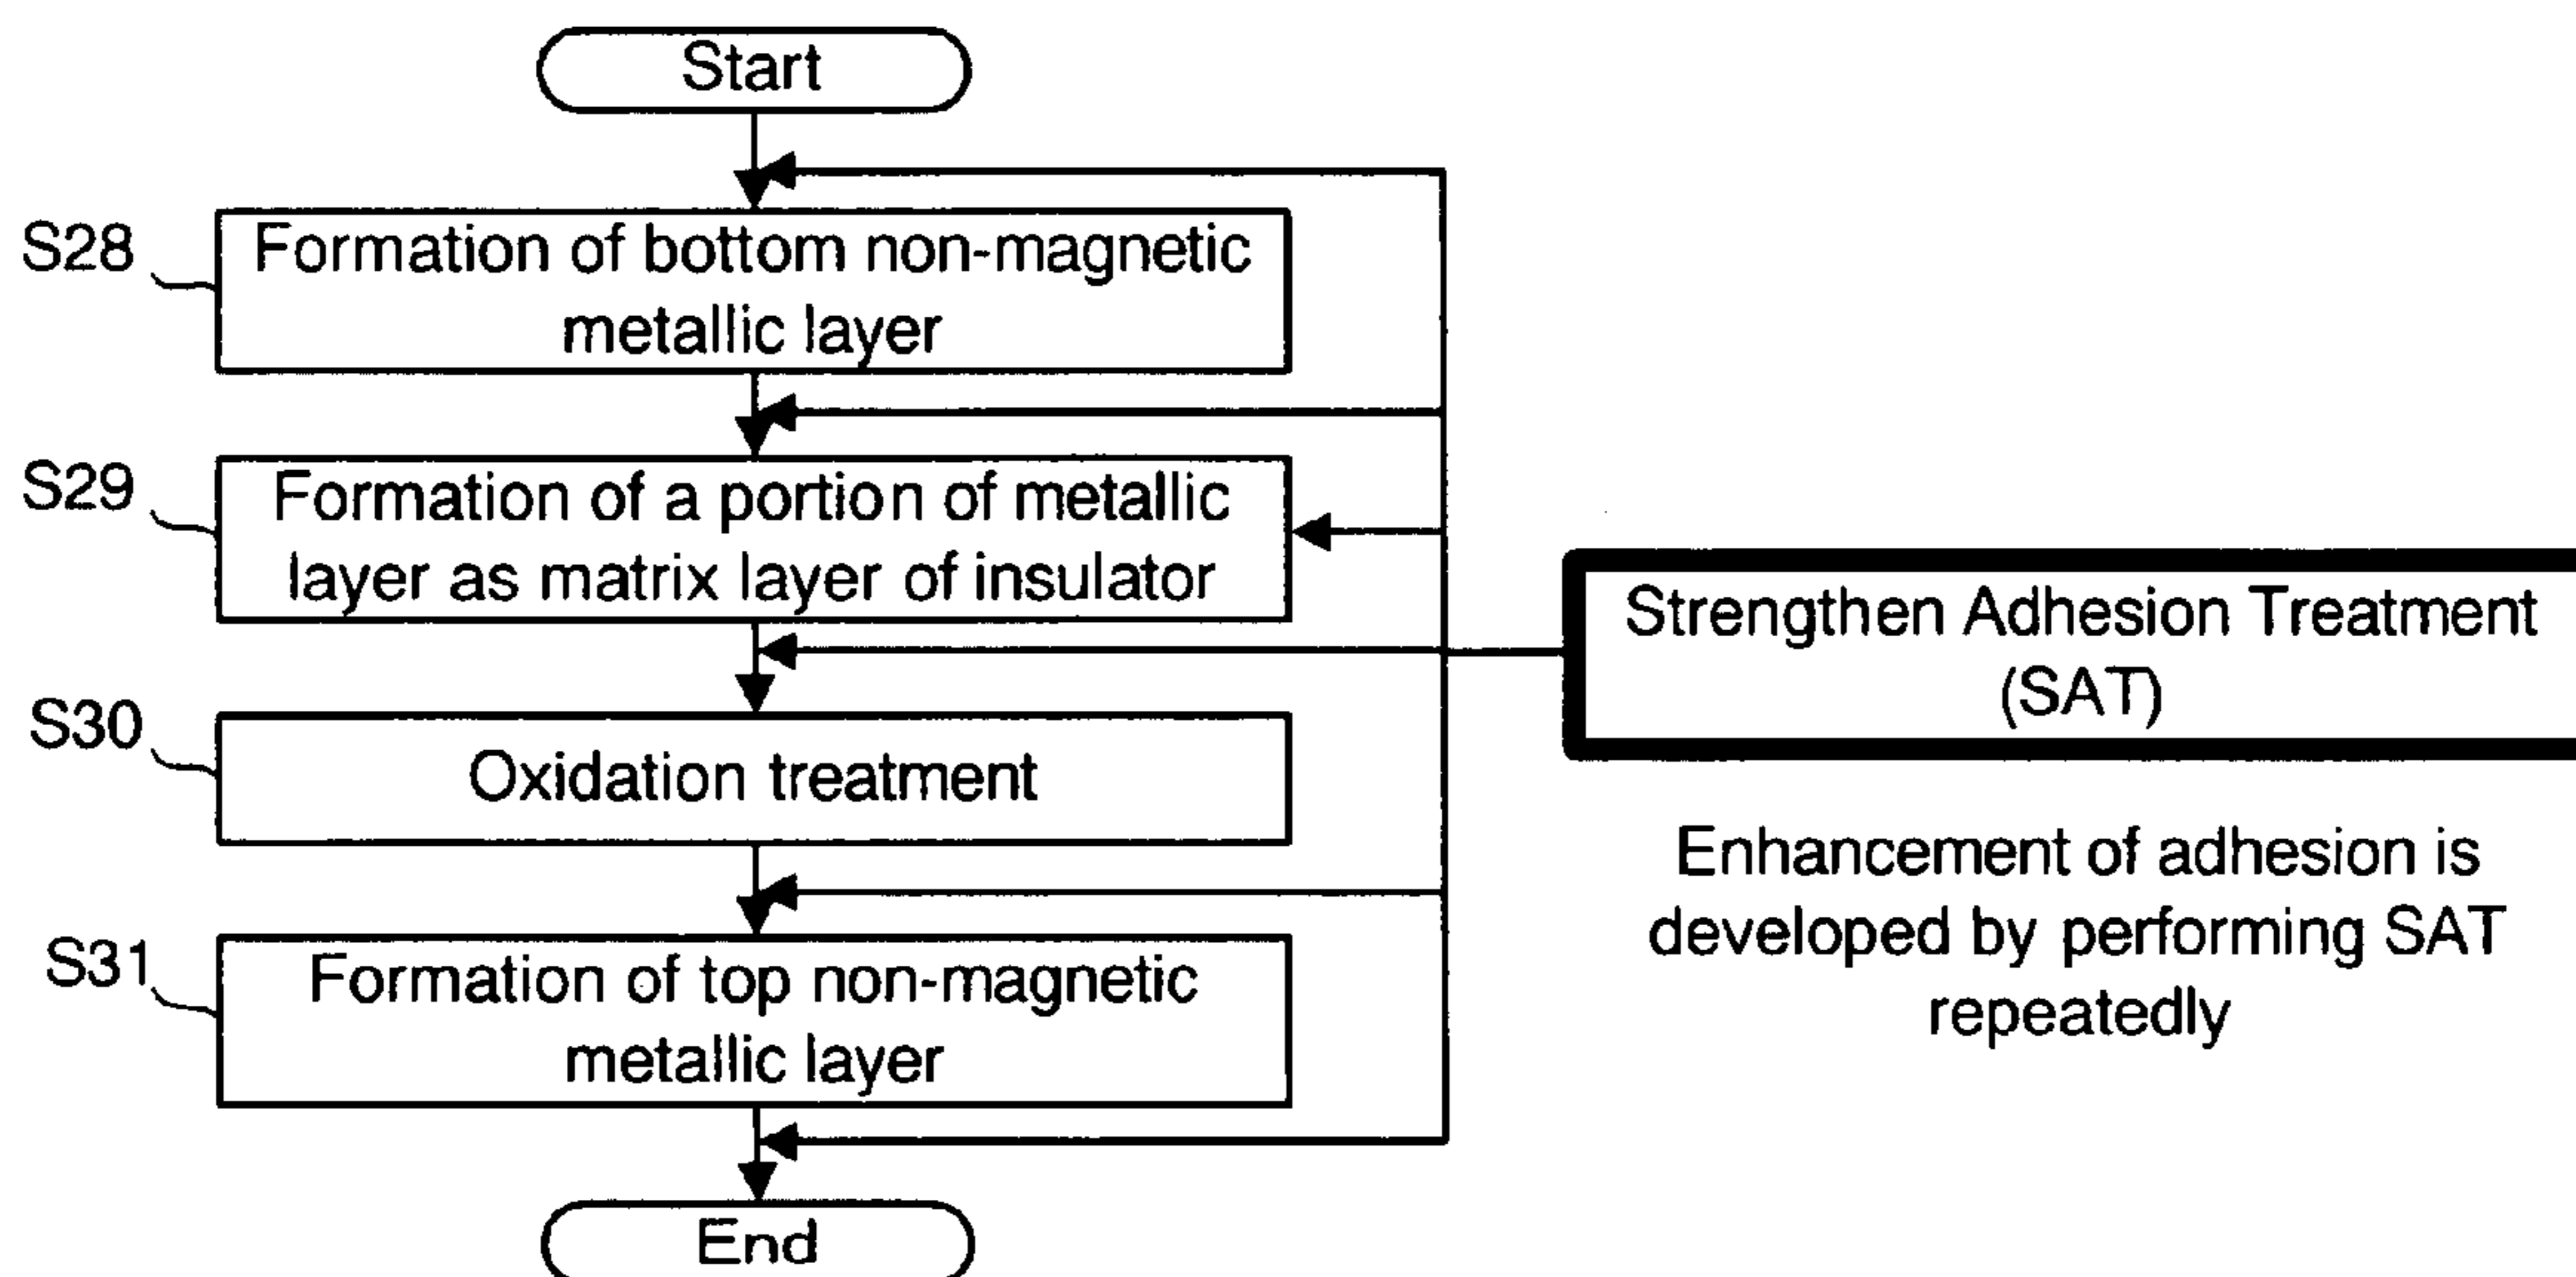 Start
S28
Formation of bottom non-magnetic
metallic layer
S29
Formation of a portion of metallic
layer as matrix layer of insulator
S30
Oxidation treatment
S31
Formation of top non-magnetic
metallic layer
End
Strengthen Adhesion Treatment
(SAT)
Enhancement of adhesion is
developed by performing SAT
repeatedly